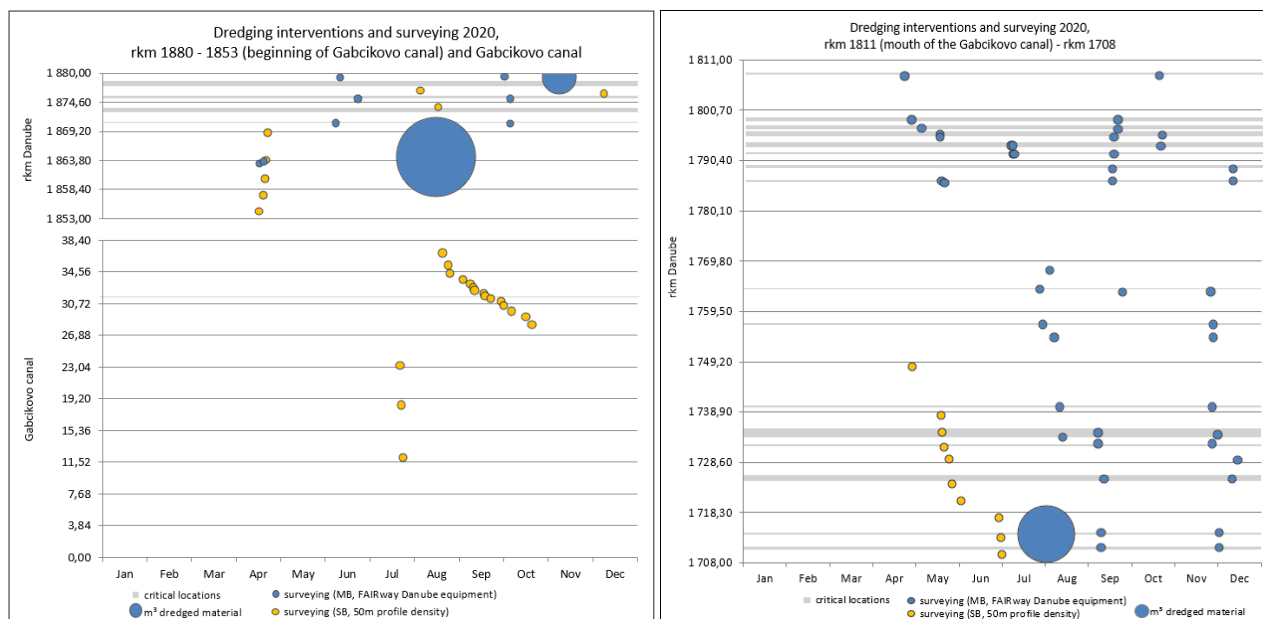 Dredging interventions and surveying 2020,
rkm 1880 - 1853 (beginning of Gabcikovo canal) and Gabcikovo canal
rkm Danube
1 880,00
1 874,60
1 869,20
1 863,80
1 858,40
1 853,00
Gabcikovo canal
38,40
34,56
30,72
26,88
23,04
19,20
15,36
11,52
7,68
3,84
0,00
Jan Feb Mar Apr May Jun Jul Aug Sep Oct Nov Dec
critical locations surveying (MB, FAIRway Danube equipment)
m³ dredged material surveying (SB, 50m profile density)
Dredging interventions and surveying 2020,
rkm 1811 (mouth of the Gabcikovo canal) - rkm 1708
rkm Danube
1 811,00
1 800,70
1 790,40
1 780,10
1 769,80
1 759,50
1 749,20
1 738,90
1 728,60
1 718,30
1 708,00
Jan Feb Mar Apr May Jun Jul Aug Sep Oct Nov Dec
critical locations surveying (MB, FAIRway Danube equipment)
surveying (SB, 50m profile density) m³ dredged material